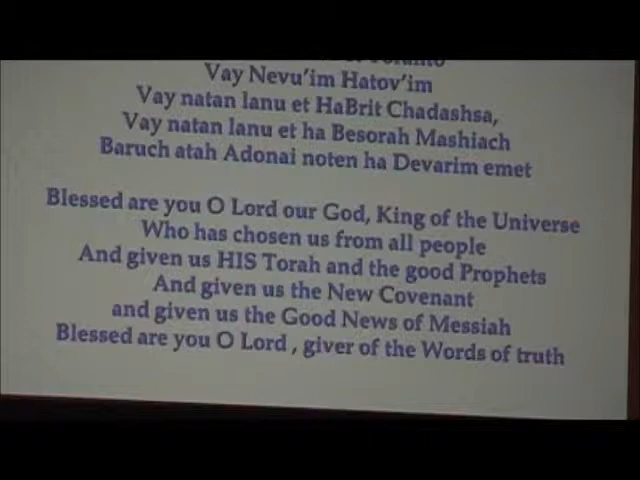 Vay Nevu'im Hatov'im
Vay natan lanu et HaBrit Chadashsa,
Vay natan lanu et ha Besorah Mashiach
Baruch atah Adonai noten ha Devarim emet
Blessed are you O Lord our God, King of the Universe
Who has chosen us from all people
And given us HIS Torah and the good Prophets
And given us the New Covenant
and given us the Good News of Messiah
Blessed are you O Lord , giver of the Words of truth